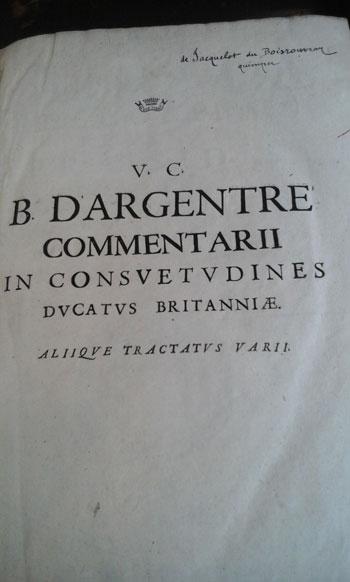 de Jacquelot du Boisrouvray
quimper
V. C.
B. D'ARGENTRE
COMMENTARII
IN CONSVETVDINES
DVCATVS BRITANNIÆ.
ALIIQVE TRACTATVS VARII.